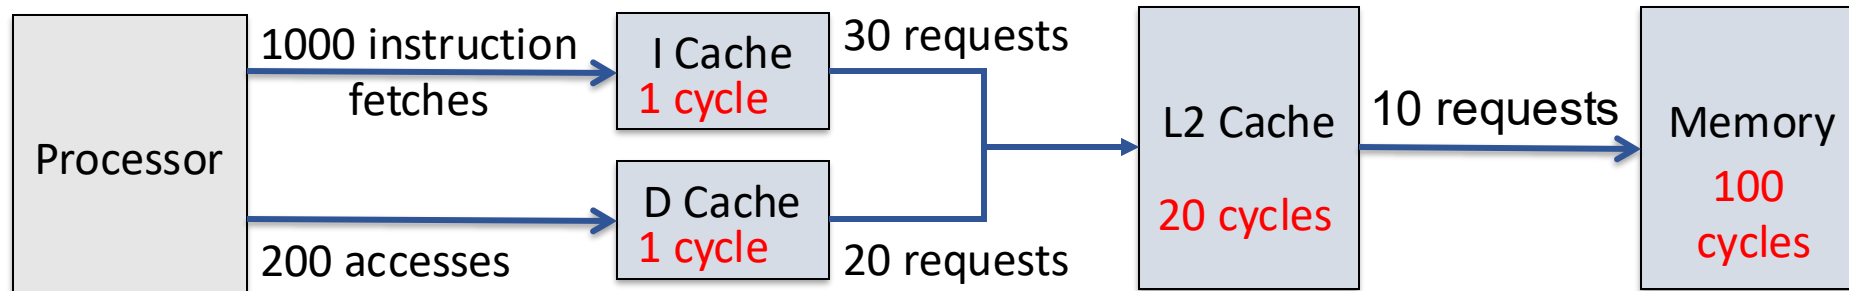 Processor
1000 instruction
fetches
200 accesses
I Cache
1 cycle
D Cache
1 cycle
30 requests
20 requests
L2 Cache
20 cycles
10 requests
Memory
100
cycles